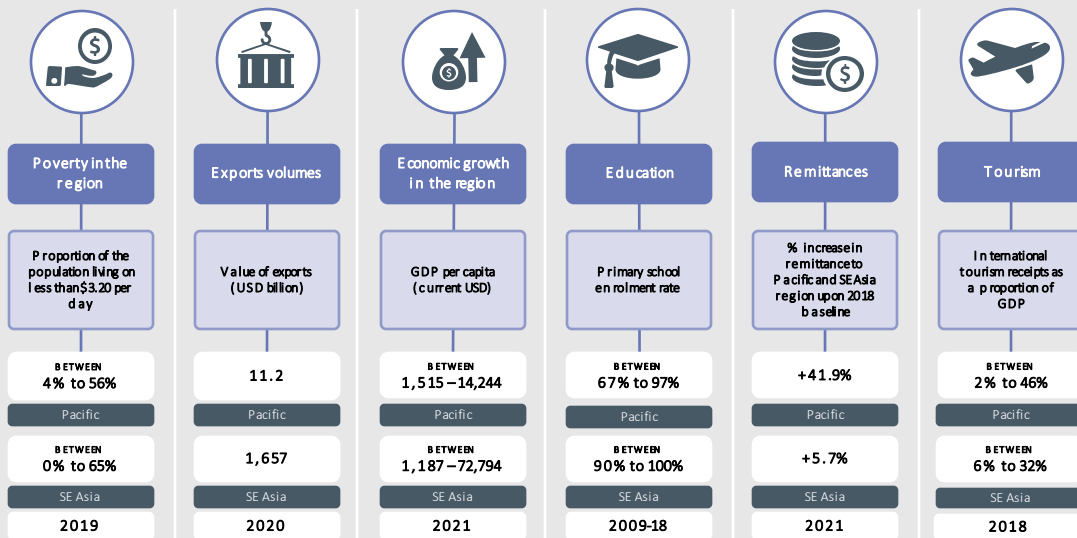 $
$
$
Poverty in the
region
Exports volumes
Economic growth
in the region
Education
Remittances
Tourism
Proportion of the
population living on
less than $3.20 per
day
Value of exports
(USD billion)
GDP per capita
(current USD)
Primary school
enrolment rate
% increase in
remittance to
Pacific and SE Asia
region upon 2018
baseline
International
tourism receipts as
a proportion of
GDP
BETWEEN
4% to 56%
11.2
BETWEEN
1,515 – 14,244
BETWEEN
67% to 97%
+41.9%
BETWEEN
2% to 46%
Pacific
Pacific
Pacific
Pacific
Pacific
Pacific
BETWEEN
0% to 65%
1,657
BETWEEN
1,187 – 72,794
BETWEEN
90% to 100%
+5.7%
BETWEEN
6% to 32%
SE Asia
SE Asia
SE Asia
SE Asia
SE Asia
SE Asia
2019
2020
2021
2009-18
2021
2018